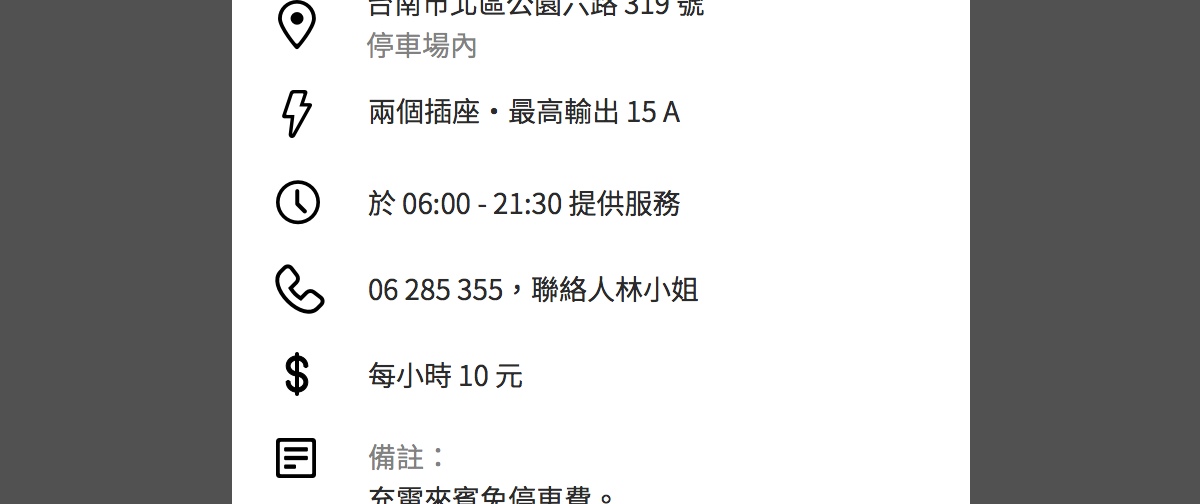 台南市北區公園六路 319 號
停車場內
兩個插座・最高輸出 15 A
於 06:00 - 21:30 提供服務
06 285 355，聯絡人林小姐
每小時 10 元
備註：
充電來賓免停車費。